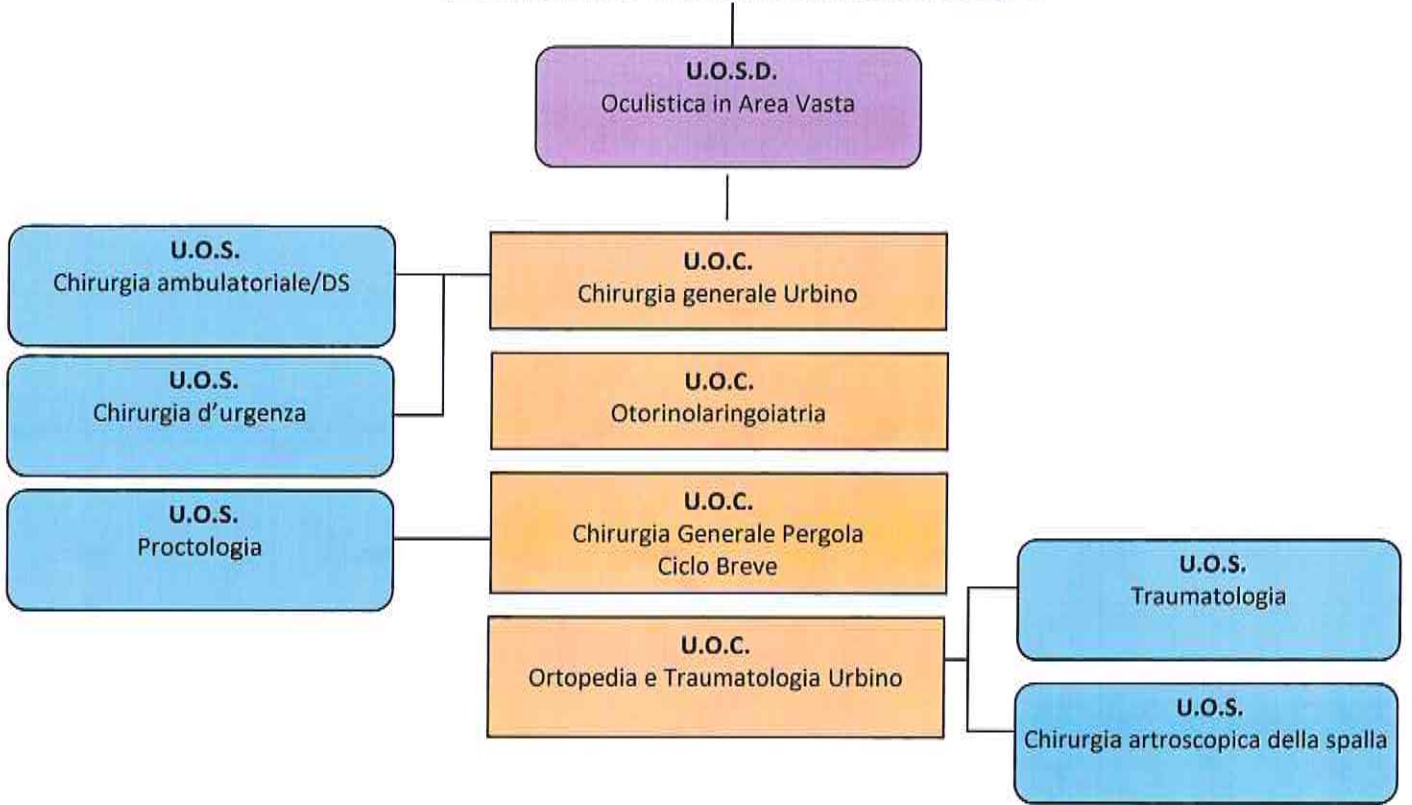 U.O.S.D.
Oculistica in Area Vasta
U.O.S.
Chirurgia ambulatoriale/DS
U.O.C.
Chirurgia generale Urbino
U.O.S.
Chirurgia d’urgenza
U.O.C.
Otorinolaringoiatria
U.O.S.
Proctologia
U.O.C.
Chirurgia Generale Pergola
Ciclo Breve
U.O.S.
Traumatologia
U.O.C.
Ortopedia e Traumatologia Urbino
U.O.S.
Chirurgia artroscopica della spalla